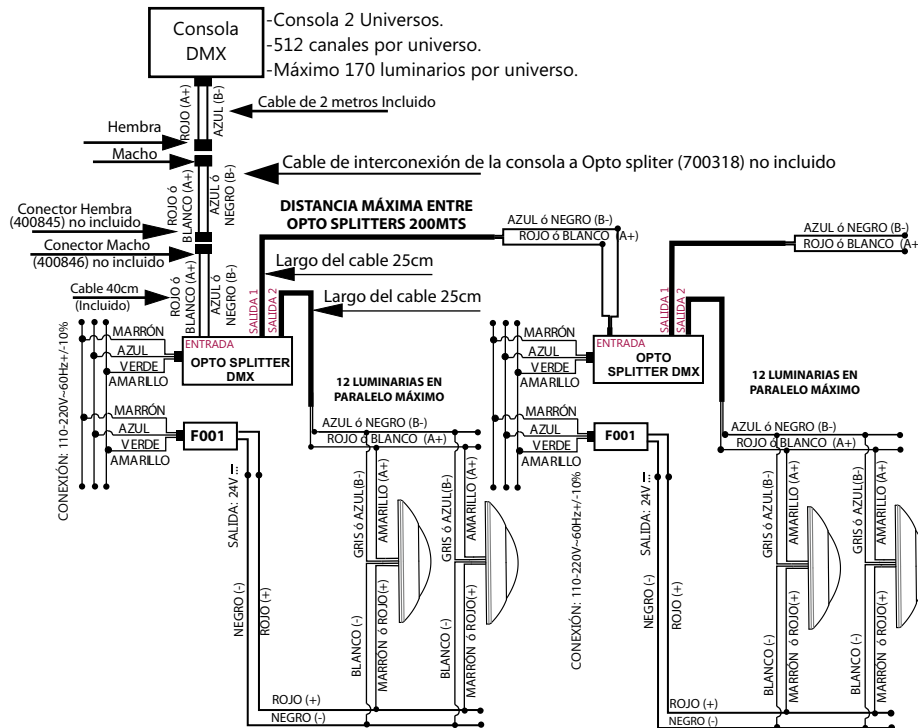 Consola
DMX
-Consola 2 Universos.
-512 canales por universo.
-Máximo 170 luminarios por universo.
ROJO (A+)
AZUL (B-)
Cable de 2 metros Incluido
Hembra
Macho
Cable de interconexión de la consola a Opto spliter (700318) no incluido
ROJO ó
BLANCO (A+)
AZUL ó
NEGRO (B-)
Conector Hembra
(400845) no incluido
Conector Macho
(400846) no incluido
DISTANCIA MÁXIMA ENTRE
OPTO SPLITTERS 200MTS
AZUL ó NEGRO (B-)
ROJO ó BLANCO (A+)
AZUL ó NEGRO (B-)
ROJO ó BLANCO (A+)
Largo del cable 25cm
Largo del cable 25cm
Cable 40cm
(Incluido)
ROJO ó
BLANCO (A+)
AZUL ó
NEGRO (B-)
SALIDA 1
SALIDA 2
SALIDA 1
SALIDA 2
MARRÓN
AZUL
VERDE
AMARILLO
ENTRADA
OPTO SPLITTER
DMX
MARRÓN
AZUL
VERDE
AMARILLO
ENTRADA
OPTO
SPLITTER DMX
12 LUMINARIAS EN
PARALELO MÁXIMO
12 LUMINARIAS EN
PARALELO MÁXIMO
CONEXIÓN: 110-220V~60Hz+/-10%
MARRÓN
AZUL
VERDE
AMARILLO
F001
AZUL ó NEGRO (B-)
ROJO ó BLANCO (A+)
MARRÓN
AZUL
VERDE
AMARILLO
F001
AZUL ó NEGRO (B-)
ROJO ó BLANCO (A+)
CONEXIÓN: 110-220V~60Hz+/-10%
SALIDA: 24V
GRIS ó AZUL(B-)
AMARILLO (A+)
GRIS ó AZUL(B-)
AMARILLO (A+)
SALIDA: 24V
GRIS ó AZUL(B-)
AMARILLO (A+)
GRIS ó AZUL(B-)
AMARILLO (A+)
NEGRO (-)
ROJO (+)
BLANCO (-)
MARRÓN ó ROJO(+)
BLANCO (-)
MARRÓN ó ROJO(+)
NEGRO (-)
ROJO (+)
BLANCO (-)
MARRÓN ó ROJO(+)
BLANCO (-)
MARRÓN ó ROJO(+)
ROJO (+)
NEGRO (-)
ROJO (+)
NEGRO (-)